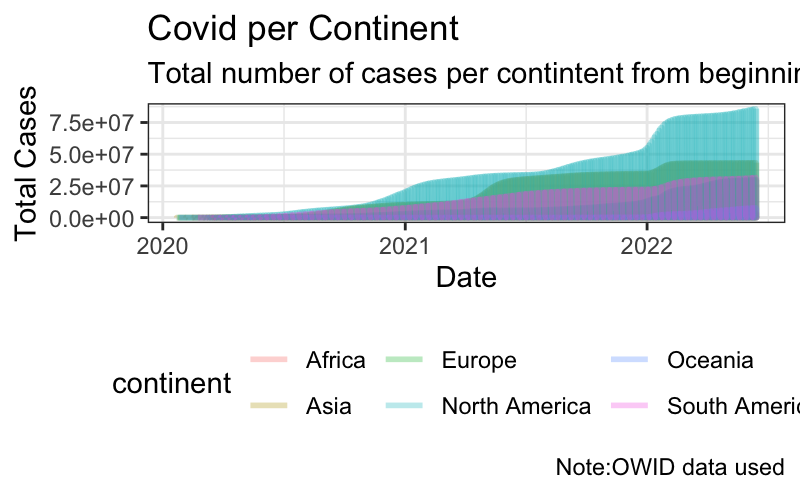 Covid per Continent
Total number of cases per contintent from beginnin
Total Cases
7.5e+07
5.0e+07
2.5e+07
0.0e+00
2020 2021 2022
Date
continent
Africa Europe Oceania
Asia North America South Americ
Note:OWID data used